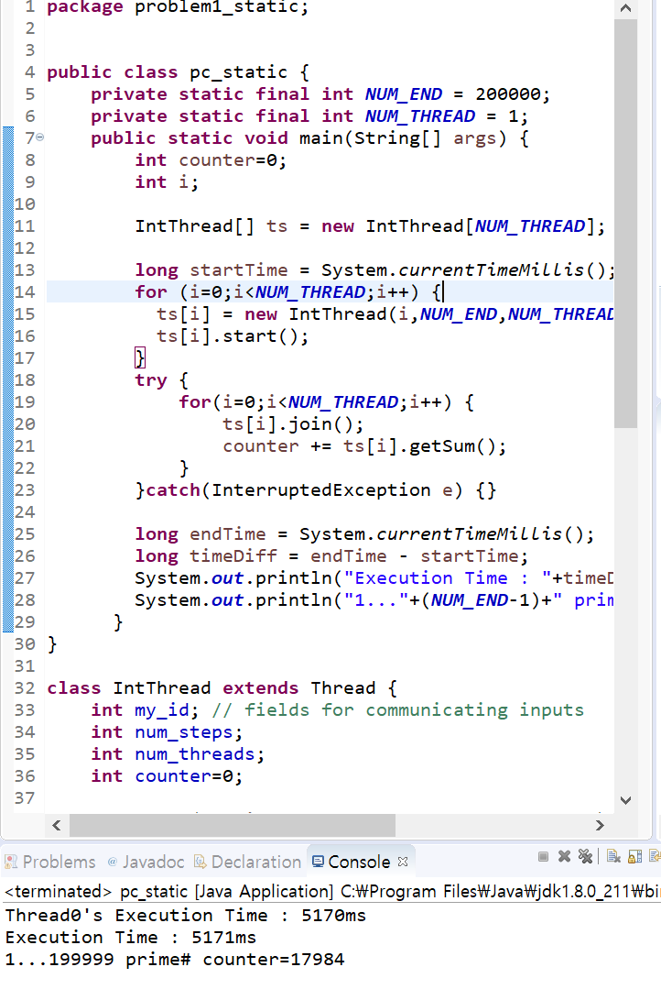 1 package problem1_static;
2
3
4 public class pc_static {
5     private static final int NUM_END = 200000;
6     private static final int NUM_THREAD = 1;
7     public static void main(String[] args) {
8         int counter=0;
9         int i;
10
11         IntThread[] ts = new IntThread[NUM_THREAD];
12
13         long startTime = System.currentTimeMillis();
14         for (i=0;i<NUM_THREAD;i++) {
15           ts[i] = new IntThread(i,NUM_END,NUM_THREAD
16           ts[i].start();
17         }
18         try {
19             for(i=0;i<NUM_THREAD;i++) {
20                 ts[i].join();
21                 counter += ts[i].getSum();
22             }
23         }catch(InterruptedException e) {}
24
25         long endTime = System.currentTimeMillis();
26         long timeDiff = endTime - startTime;
27         System.out.println("Execution Time : "+timeD
28         System.out.println("1..."+(NUM_END-1)+" prim
29       }
30 }
31
32 class IntThread extends Thread {
33     int my_id; // fields for communicating inputs
34     int num_steps;
35     int num_threads;
36     int counter=0;
37
Problems @ Javadoc Declaration Console
<terminated> pc_static [Java Application] C:₩Program Files₩Java₩jdk1.8.0_211₩bi
Thread0's Execution Time : 5170ms
Execution Time : 5171ms
1...199999 prime# counter=17984